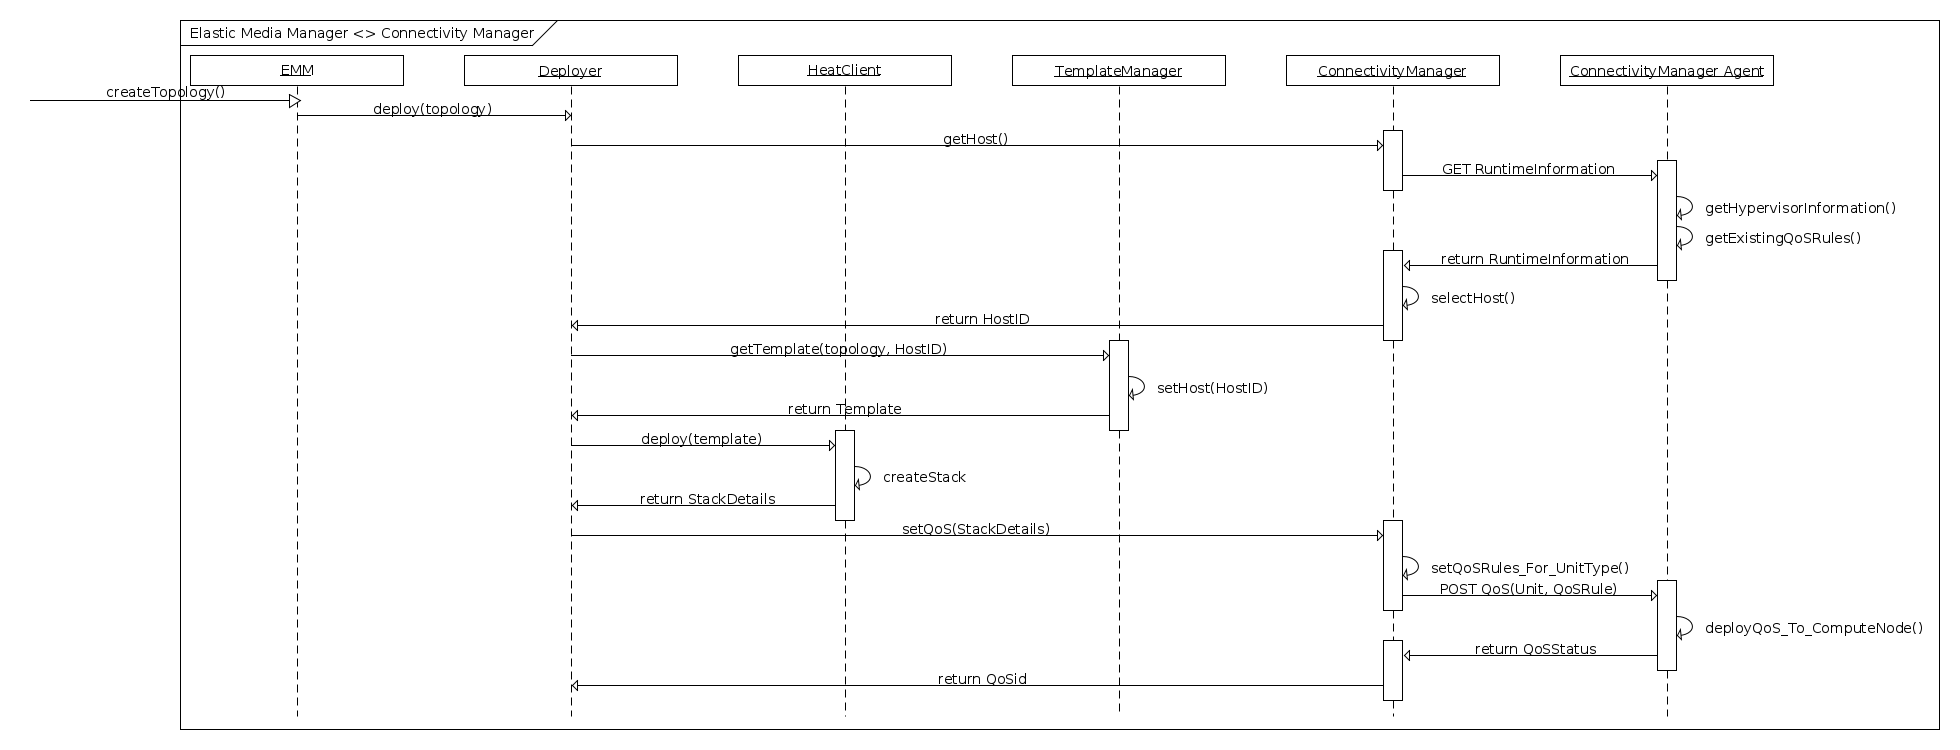 Elastic Media Manager <> Connectivity Manager
EMM
Deployer
HeatClient
TemplateManager
ConnectivityManager
ConnectivityManager Agent
createTopology()
deploy(topology)
getHost()
GET RuntimeInformation
getHypervisorInformation()
getExistingQoSRules()
return RuntimeInformation
selectHost()
return HostID
getTemplate(topology, HostID)
setHost(HostID)
return Template
deploy(template)
createStack
return StackDetails
setQoS(StackDetails)
setQoSRules_For_UnitType()
POST QoS(Unit, QoSRule)
deployQoS_To_ComputeNode()
return QoSStatus
return QoSid